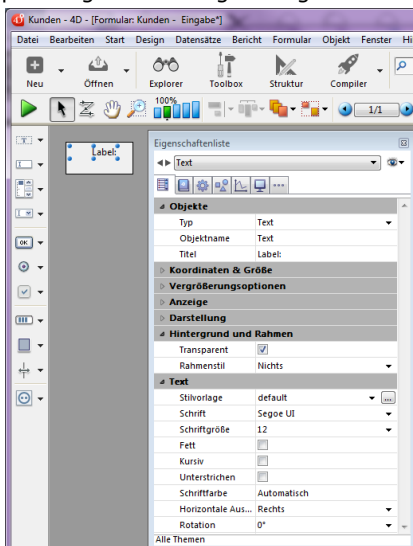 Kunden - 4D - [Formular: Kunden - Eingabe*]
Datei Bearbeiten Start Design Datensätze Bericht Formular Objekt Fenster
Neu Öffnen Explorer Toolbox Struktur Compiler
100% 1/1
Label:
Eigenschaftenliste
Text
Objekte
Typ Text
Objektname Text
Titel Label:
Koordinaten & Größe
Vergrößerungsoptionen
Anzeige
Darstellung
Hintergrund und Rahmen
Transparent
Rahmenstil Nichts
Text
Stilvorlage default ...
Schrift Segoe UI
Schriftgröße 12
Fett
Kursiv
Unterstrichen
Schriftfarbe Automatisch
Horizontale Aus... Rechts
Rotation 0°
Alle Themen
OK